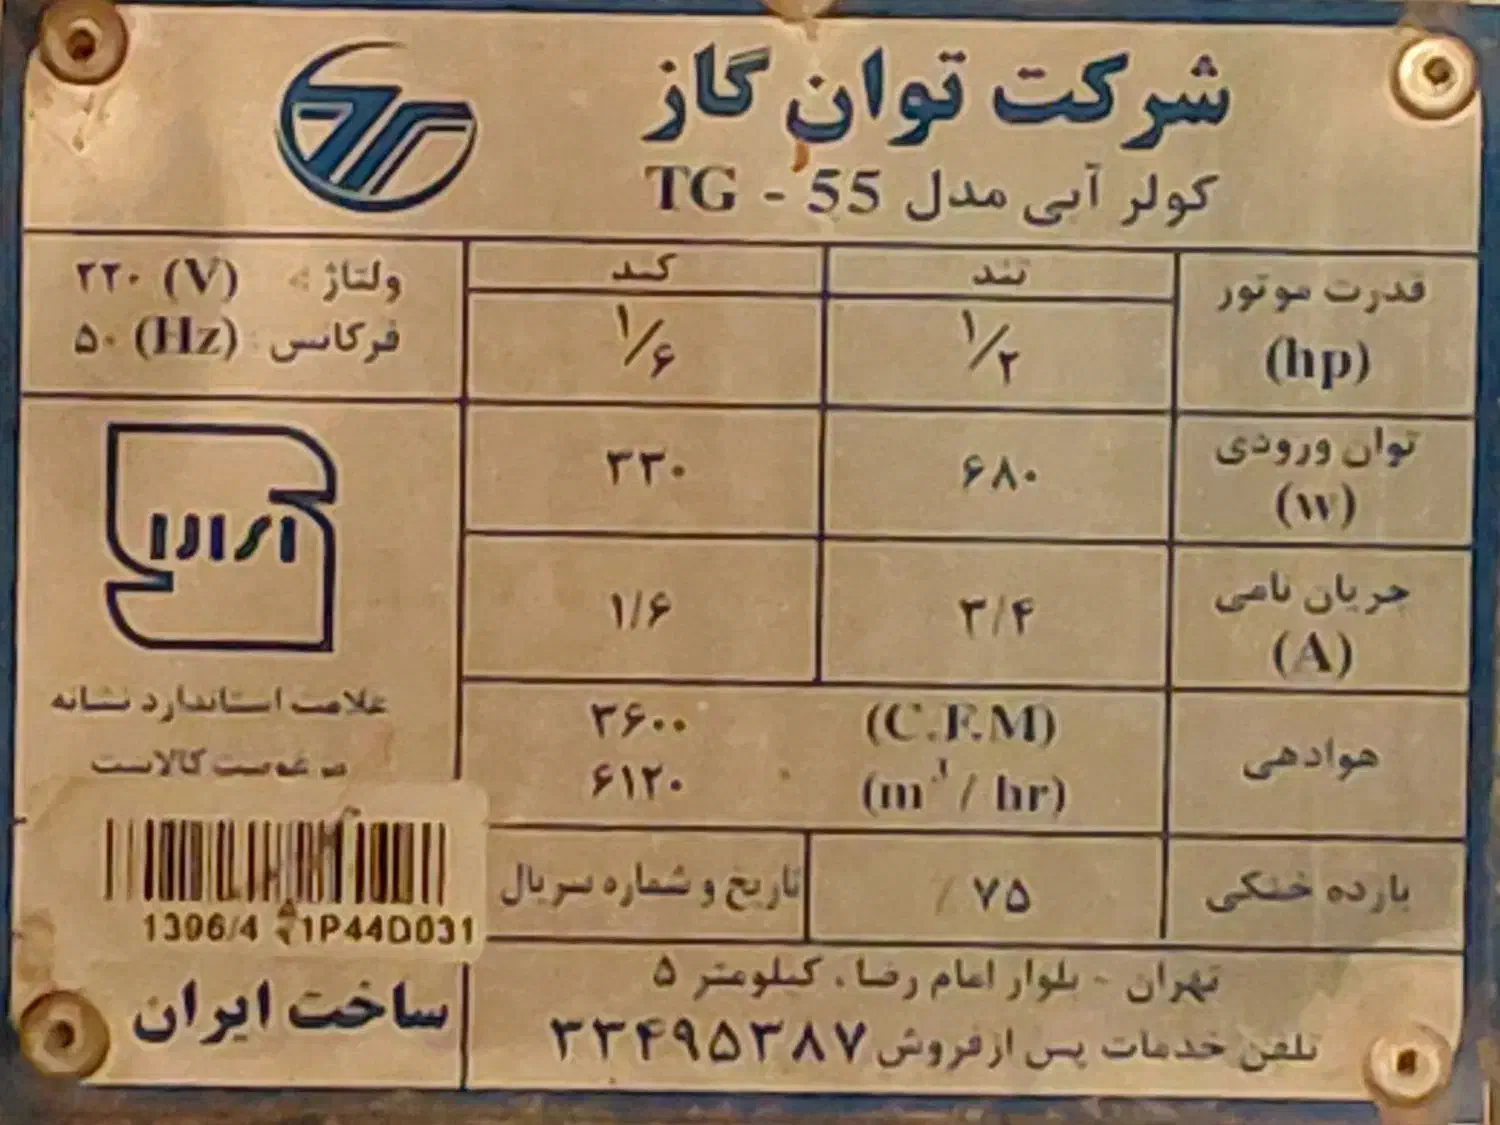 شرکت توان گاز
کولر آبی مدل TG - 55
قدرت موتور (hp)
تند
کند
۱/۲
۱/۶
ولتاژ (V) ۲۲۰
فرکانس (Hz) ۵۰
توان ورودی (w)
۶۸۰
۳۳۰
جریان نامی (A)
۳/۴
۱/۶
هوادهی
(C.F.M) ۳۶۰۰
(m³/hr) ۶۱۲۰
علامت استاندارد نشانه
مرغوبیت کالاست
بازده خنکی
۷۵ ٪
تاریخ و شماره سریال
1396/4
1P44D031
ساخت ایران
تهران - بلوار امام رضا، کیلومتر ۵
تلفن خدمات پس از فروش ۳۳۴۹۵۳۸۷